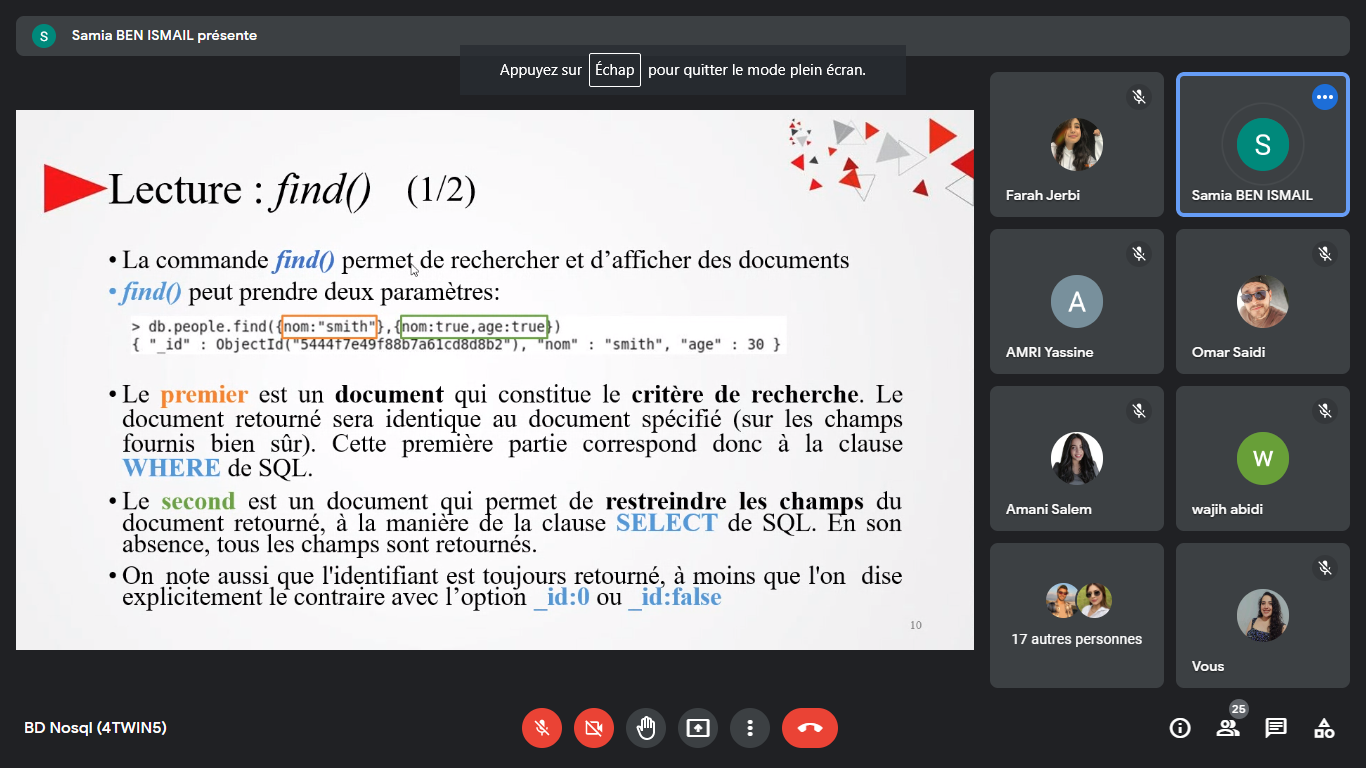 S Samia BEN ISMAIL présente
Appuyez sur Échap pour quitter le mode plein écran.
Lecture : find() (1/2)
• La commande find() permet de rechercher et d’afficher des documents
• find() peut prendre deux paramètres:
> db.people.find({nom:"smith"},{nom:true,age:true})
{ "_id" : ObjectId("5444f7e49f88b7a61cd8d8b2"), "nom" : "smith", "age" : 30 }
• Le premier est un document qui constitue le critère de recherche. Le
document retourné sera identique au document spécifié (sur les champs
fournis bien sûr). Cette première partie correspond donc à la clause
WHERE de SQL.
• Le second est un document qui permet de restreindre les champs du
document retourné, à la manière de la clause SELECT de SQL. En son
absence, tous les champs sont retournés.
• On note aussi que l'identifiant est toujours retourné, à moins que l'on dise
explicitement le contraire avec l’option _id:0 ou _id:false
10
Farah Jerbi
S
Samia BEN ISMAIL
A
AMRI Yassine
Omar Saidi
Amani Salem
W
wajih abidi
17 autres personnes
Vous
BD Nosql (4TWIN5)
25